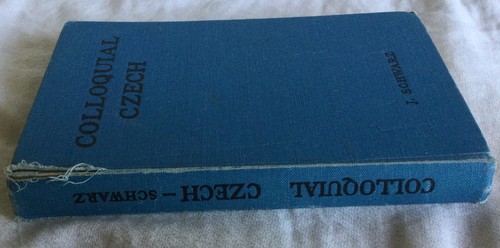 COLLOQUIAL
CZECH
J. SCHWARZ
COLLOQUIAL CZECH — SCHWARZ